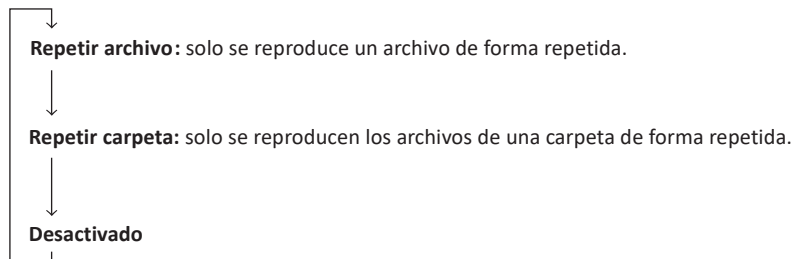 Repetir archivo: solo se reproduce un archivo de forma repetida.
Repetir carpeta: solo se reproducen los archivos de una carpeta de forma repetida.
Desactivado